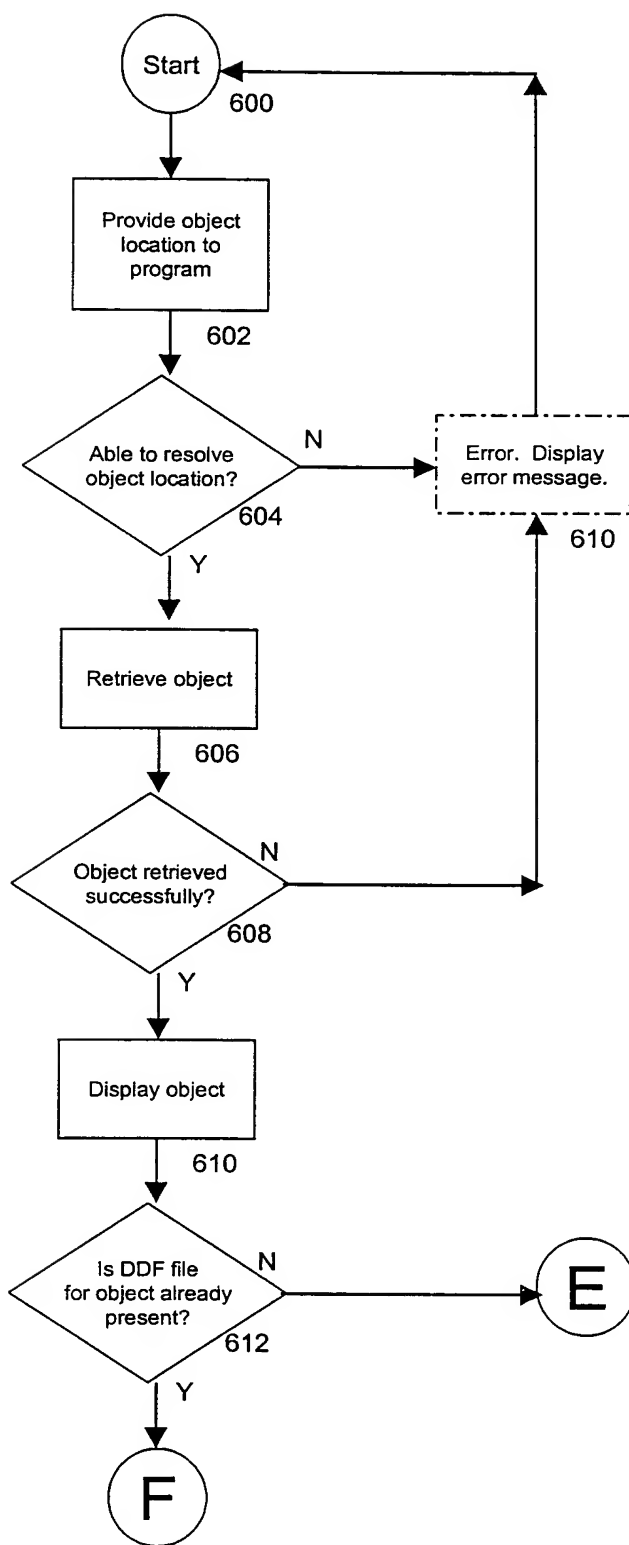 Start
600
Provide object
location to
program
602
Able to resolve
object location?
604
N
Y
Error. Display
error message.
610
Retrieve object
606
Object retrieved
successfully?
608
N
Y
Display object
610
Is DDF file
for object already
present?
612
N
Y
E
F